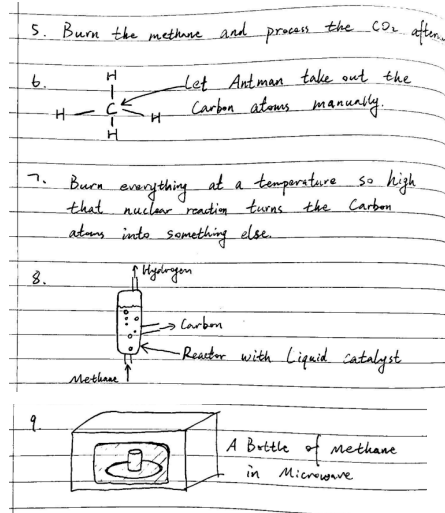 5. Burn the methane and process the CO2 after.
6.
H
H C H
H
Let Antman take out the
Carbon atoms manually.
7. Burn everything at a temperature so high
that nuclear reaction turns the Carbon
atoms into something else.
8.
Hydrogen
Carbon
Reactor with Liquid catalyst
Methane
9.
A Bottle of Methane
in Microwave